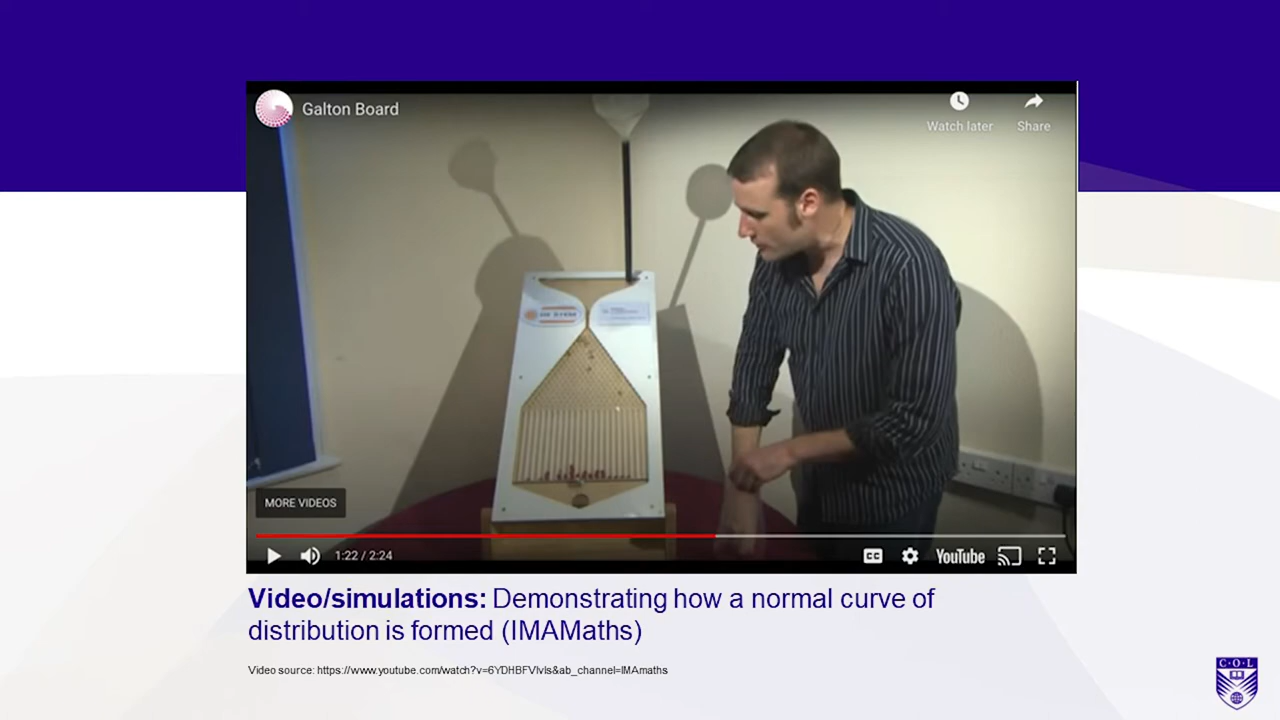 Galton Board
Watch later
Share
MORE VIDEOS
1:22 / 2:24
CC
YouTube
Video/simulations: Demonstrating how a normal curve of
distribution is formed (IMAMaths)
Video source: https://www.youtube.com/watch?v=6YDHBFVIvIs&ab_channel=IMAmaths
C·O·L